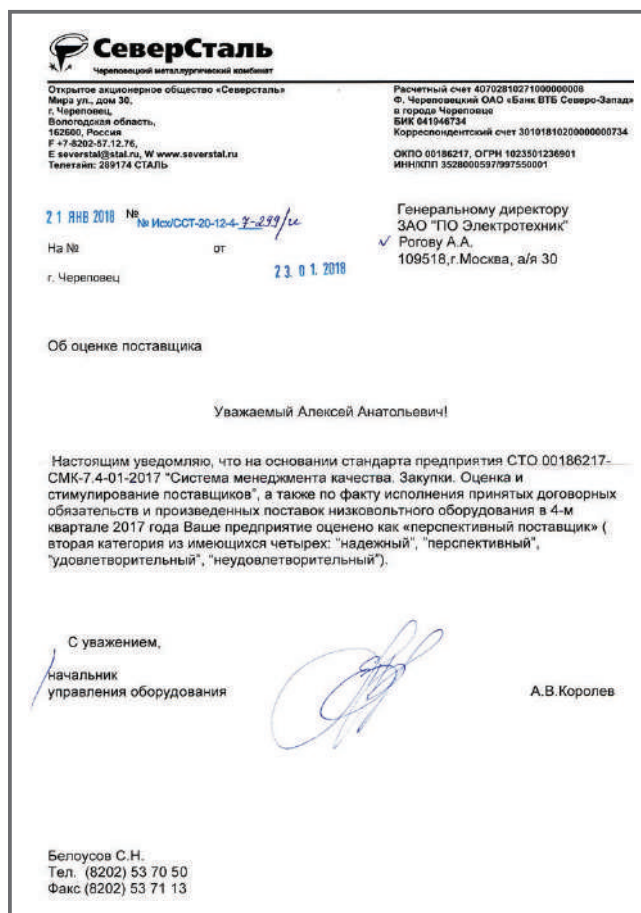 СеверСталь
Череповецкий металлургический комбинат
Открытое акционерное общество «Северсталь»
Мира ул., дом 30,
г. Череповец,
Вологодская область,
162600, Россия
F +7-8202-57.12.76,
E severstal@stal.ru, W www.severstal.ru
Телетайп: 289174 СТАЛЬ
Расчетный счет 40702810271000000008
Ф. Череповецкий ОАО «Банк ВТБ Северо-Запад»
в городе Череповце
БИК 041946734
Корреспондентский счет 30101810200000000734
ОКПО 00186217, ОГРН 1023501236901
ИНН/КПП 3528000597/997550001
21 ЯНВ 2018 № № Исх/ССТ-20-12-4- 7-299/и
На № от
23.01.2018
г. Череповец
Генеральному директору
ЗАО "ПО Электротехник"
Рогову А.А.
109518,г.Москва, а/я 30
Об оценке поставщика
Уважаемый Алексей Анатольевич!
Настоящим уведомляю, что на основании стандарта предприятия СТО 00186217-
СМК-7.4-01-2017 "Система менеджмента качества. Закупки. Оценка и
стимулирование поставщиков", а также по факту исполнения принятых договорных
обязательств и произведенных поставок низковольтного оборудования в 4-м
квартале 2017 года Ваше предприятие оценено как «перспективный поставщик» (
вторая категория из имеющихся четырех: "надежный", "перспективный",
"удовлетворительный", "неудовлетворительный").
С уважением,
начальник
управления оборудования
А.В.Королев
Белоусов С.Н.
Тел. (8202) 53 70 50
Факс (8202) 53 71 13